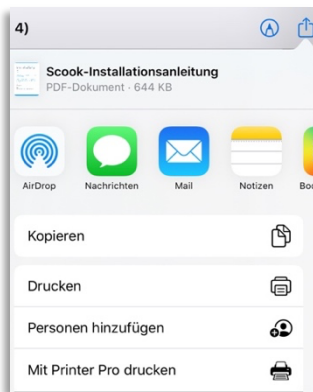 4)
Scook-Installationsanleitung
PDF-Dokument · 644 KB
AirDrop
Nachrichten
Mail
Notizen
Boo
Kopieren
Drucken
Personen hinzufügen
Mit Printer Pro drucken